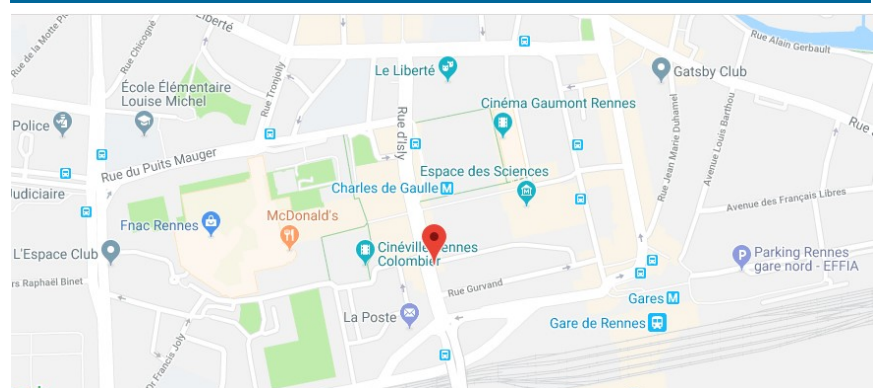 Liberté
Rue de la Motte
Rue Chicogné
Rue Tronjolly
Rue Alain Gerbault
Le Liberté
Gatsby Club
École Élémentaire
Louise Michel
Cinéma Gaumont Rennes
Police
Rue d'Isly
Rue Jean Marie Duhamel
Avenue Louis Barthou
Rue
Rue du Puits Mauger
Espace des Sciences
Judiciaire
Charles de Gaulle M
Avenue des Français Libres
McDonald's
Fnac Rennes
L'Espace Club
Cinéville Rennes
Colombier
P Parking Rennes
gare nord - EFFIA
rs Raphaël Binet
Rue Gurvand
Gares M
La Poste
Gare de Rennes
Dr Francis Joly